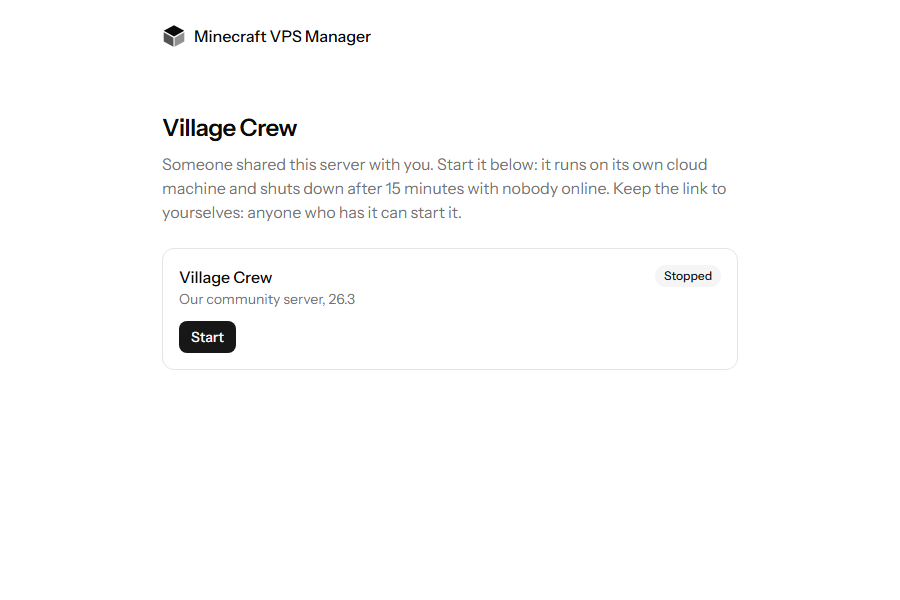 Minecraft VPS Manager
Village Crew
Someone shared this server with you. Start it below: it runs on its own cloud
machine and shuts down after 15 minutes with nobody online. Keep the link to
yourselves: anyone who has it can start it.
Village Crew
Stopped
Our community server, 26.3
Start